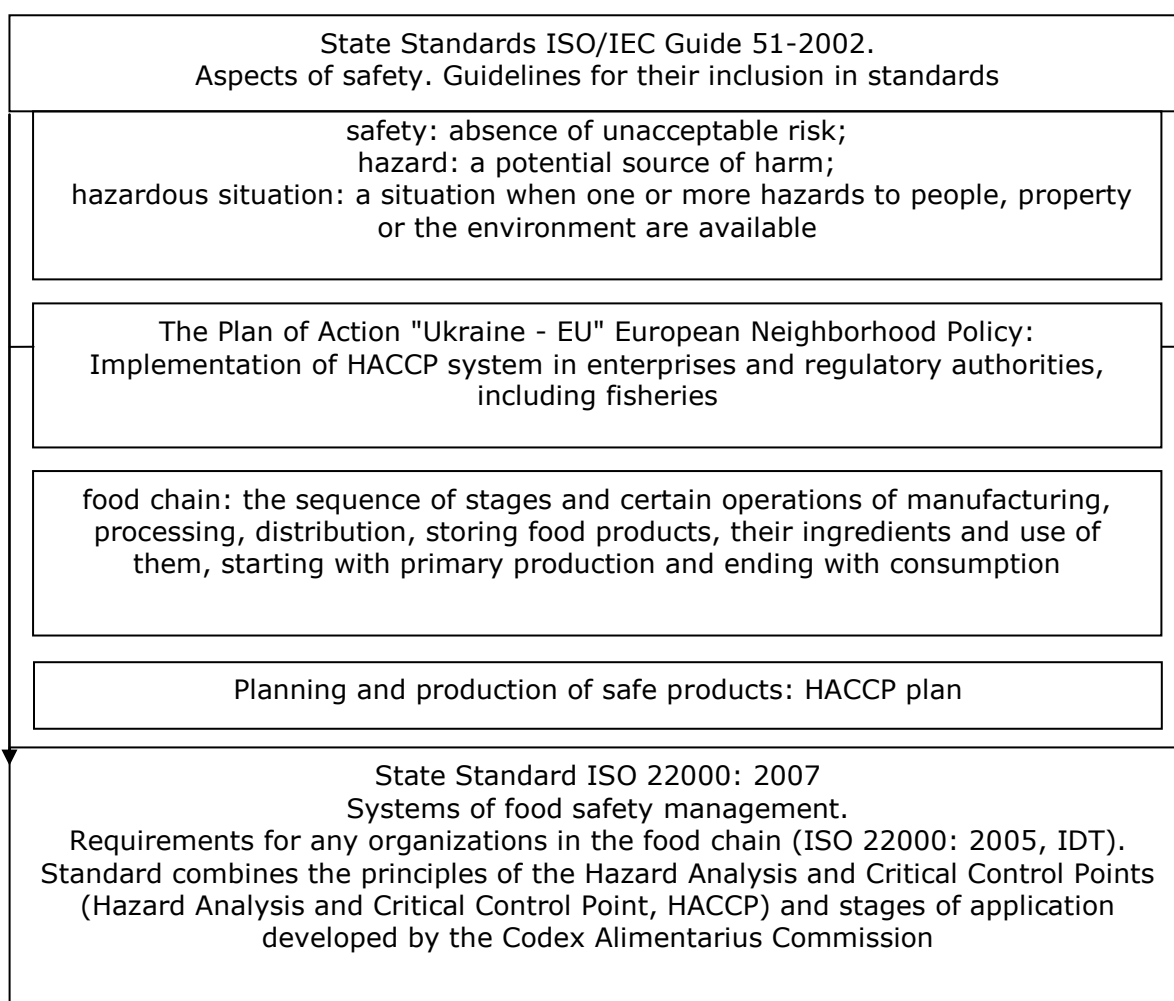 State Standards ISO/IEC Guide 51-2002.
Aspects of safety. Guidelines for their inclusion in standards
safety: absence of unacceptable risk;
hazard: a potential source of harm;
hazardous situation: a situation when one or more hazards to people, property
or the environment are available
The Plan of Action "Ukraine - EU" European Neighborhood Policy:
Implementation of HACCP system in enterprises and regulatory authorities,
including fisheries
food chain: the sequence of stages and certain operations of manufacturing,
processing, distribution, storing food products, their ingredients and use of
them, starting with primary production and ending with consumption
Planning and production of safe products: HACCP plan
State Standard ISO 22000: 2007
Systems of food safety management.
Requirements for any organizations in the food chain (ISO 22000: 2005, IDT).
Standard combines the principles of the Hazard Analysis and Critical Control Points
(Hazard Analysis and Critical Control Point, HACCP) and stages of application
developed by the Codex Alimentarius Commission